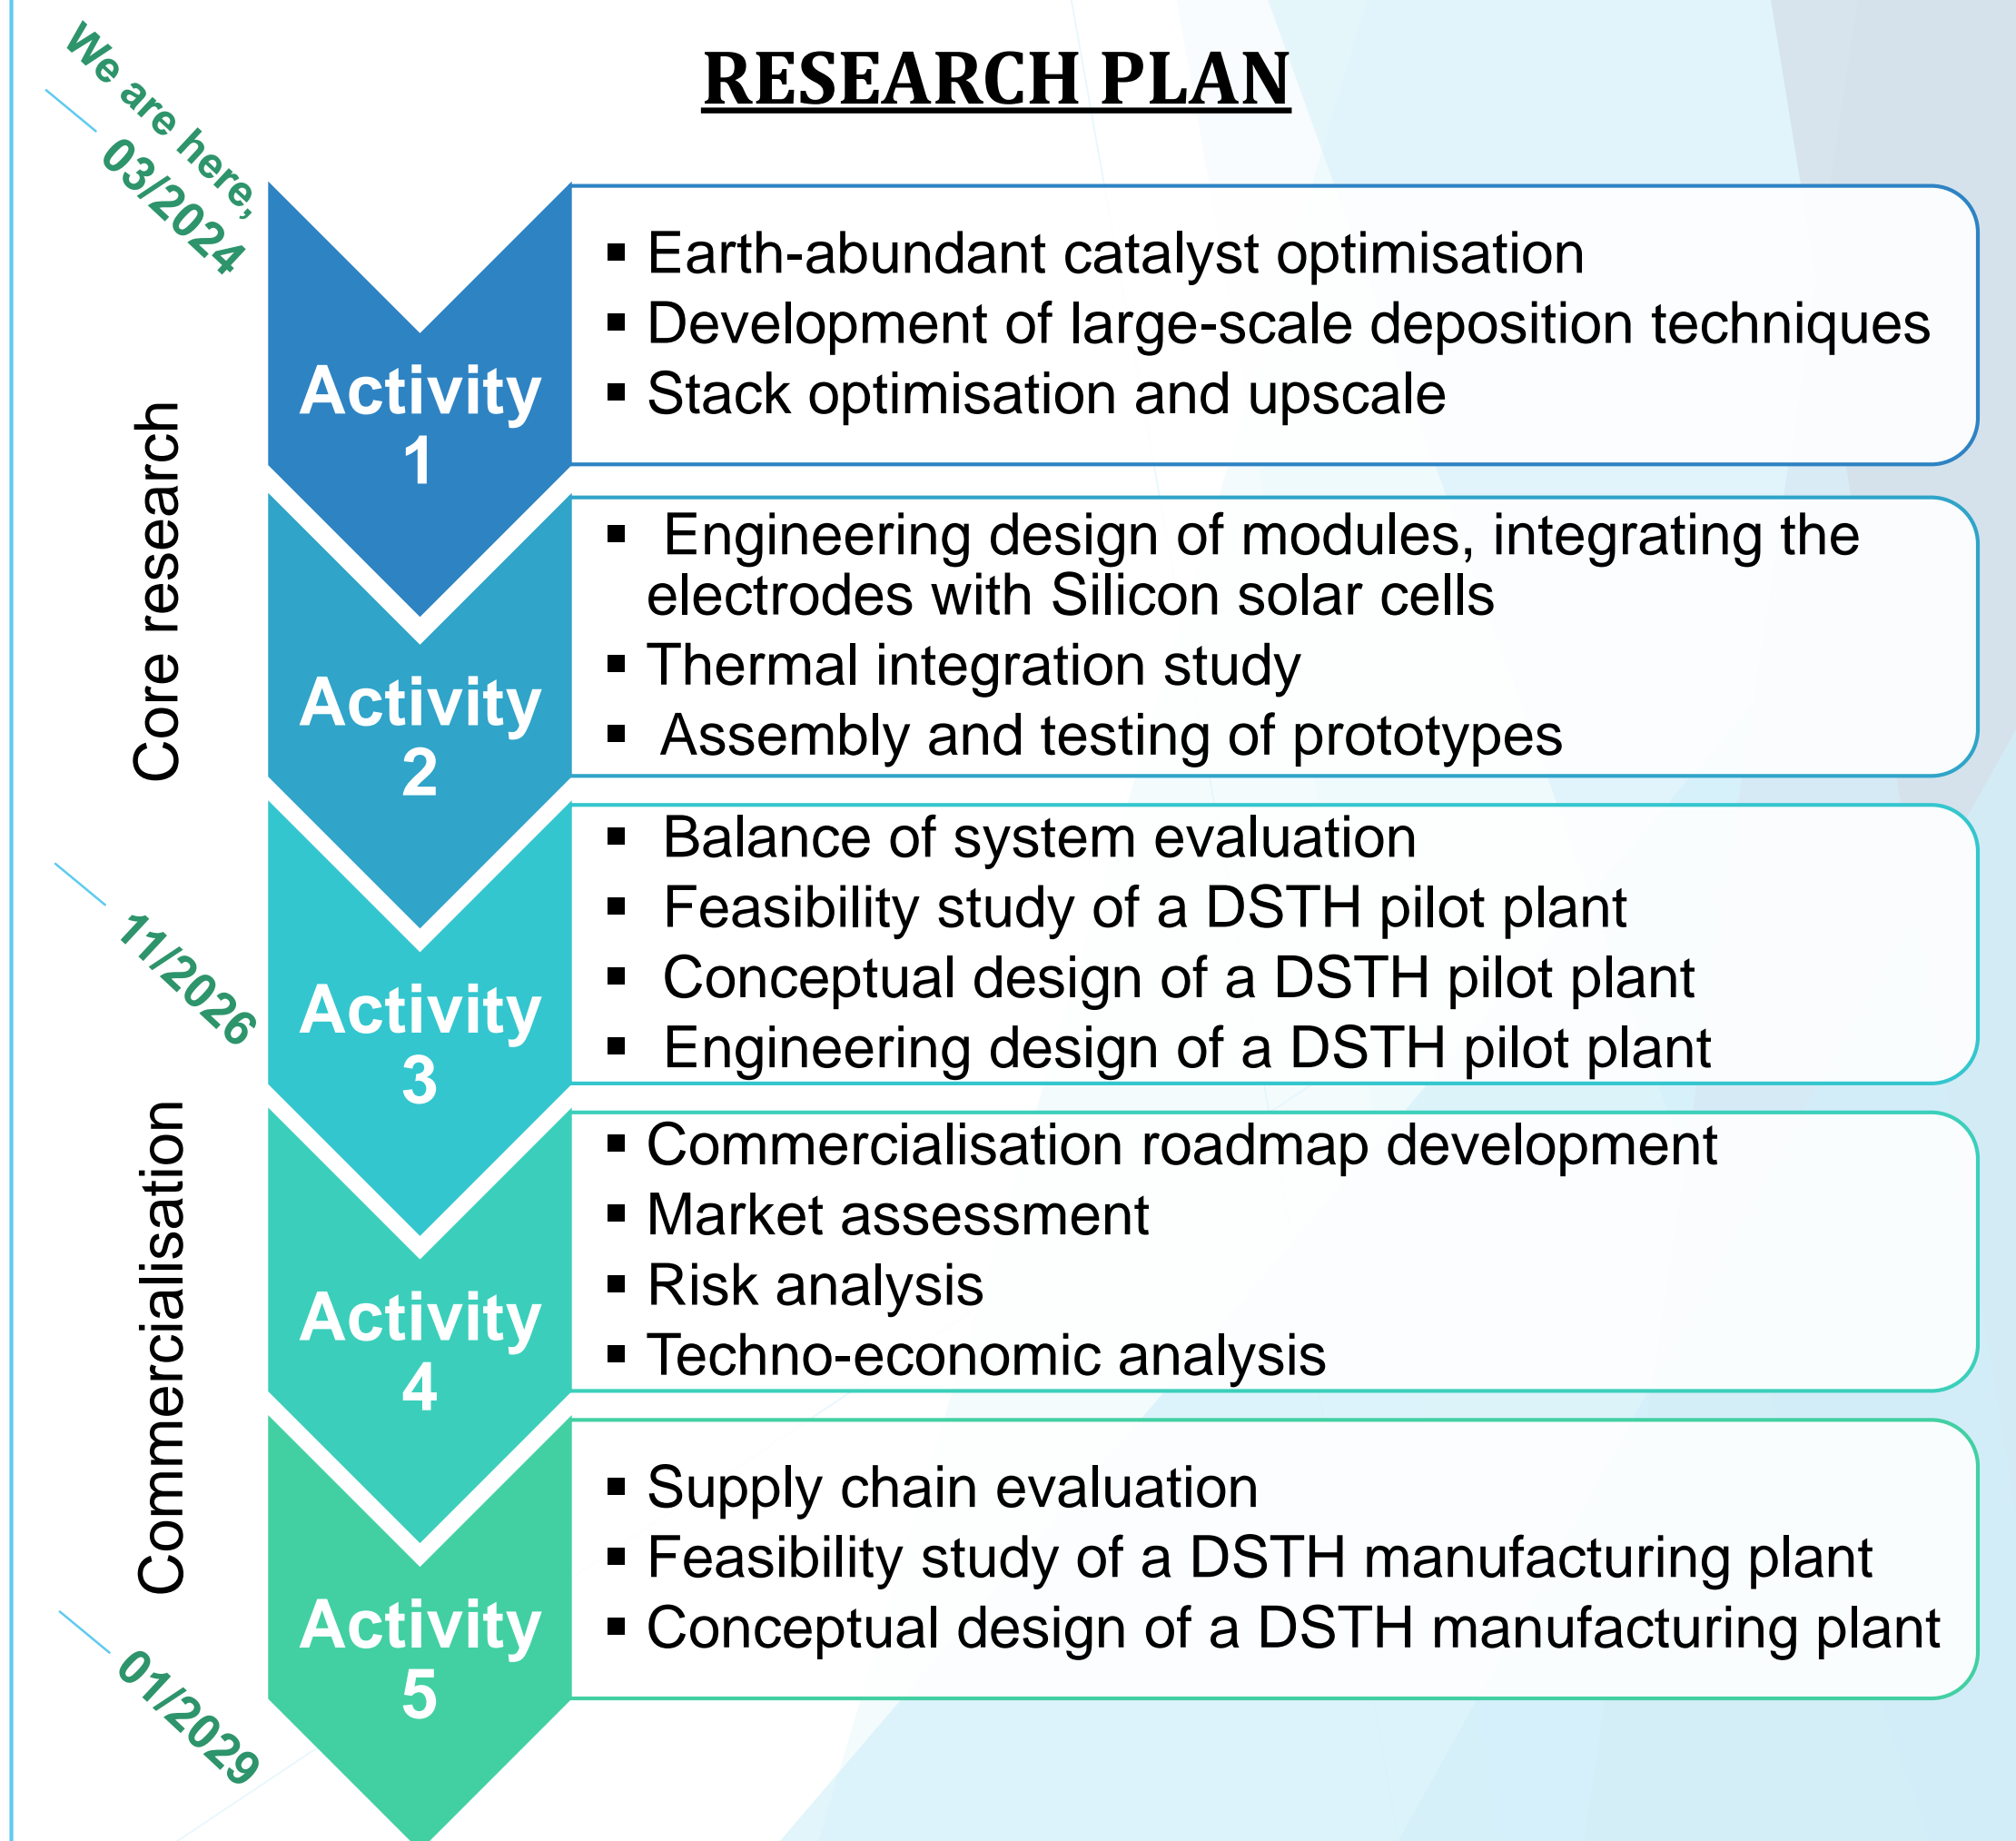 RESEARCH PLAN
We are here,
03/2024
Core research
11/2026
Commercialisation
01/2029
Activity
1
▪ Earth-abundant catalyst optimisation
▪ Development of large-scale deposition techniques
▪ Stack optimisation and upscale
Activity
2
▪ Engineering design of modules, integrating the
electrodes with Silicon solar cells
▪ Thermal integration study
▪ Assembly and testing of prototypes
Activity
3
▪ Balance of system evaluation
▪ Feasibility study of a DSTH pilot plant
▪ Conceptual design of a DSTH pilot plant
▪ Engineering design of a DSTH pilot plant
Activity
4
▪ Commercialisation roadmap development
▪ Market assessment
▪ Risk analysis
▪ Techno-economic analysis
Activity
5
▪ Supply chain evaluation
▪ Feasibility study of a DSTH manufacturing plant
▪ Conceptual design of a DSTH manufacturing plant